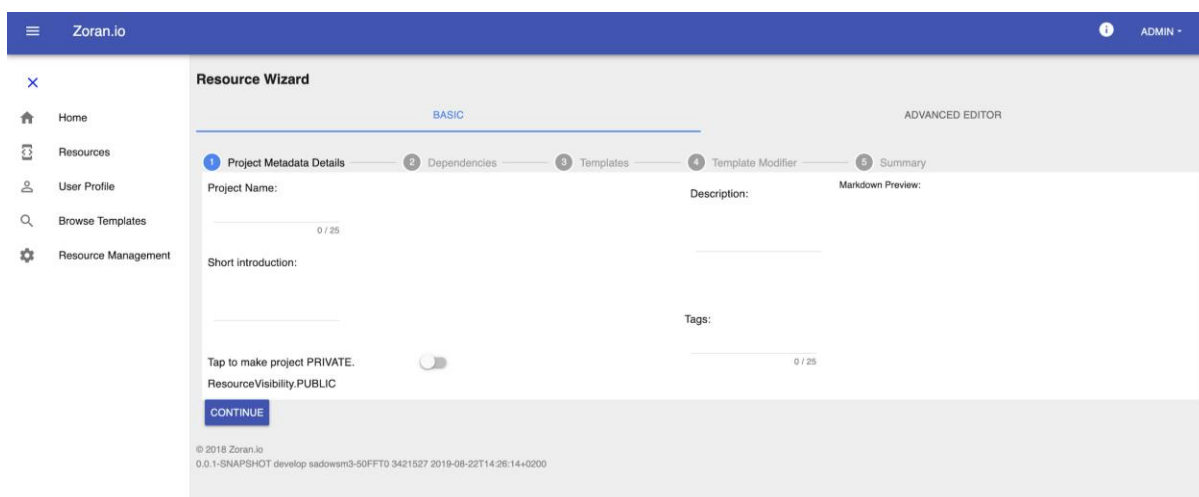 Zoran.io
ADMIN
Home
Resources
User Profile
Browse Templates
Resource Management
Resource Wizard
BASIC
ADVANCED EDITOR
1 Project Metadata Details
2 Dependencies
3 Templates
4 Template Modifier
5 Summary
Project Name:
0 / 25
Short introduction:
Tap to make project PRIVATE.
ResourceVisibility.PUBLIC
Description:
Tags:
0 / 25
Markdown Preview:
CONTINUE
© 2018 Zoran.io
0.0.1-SNAPSHOT develop sadowsm3-50FFT0 3421527 2019-08-22T14:26:14+0200